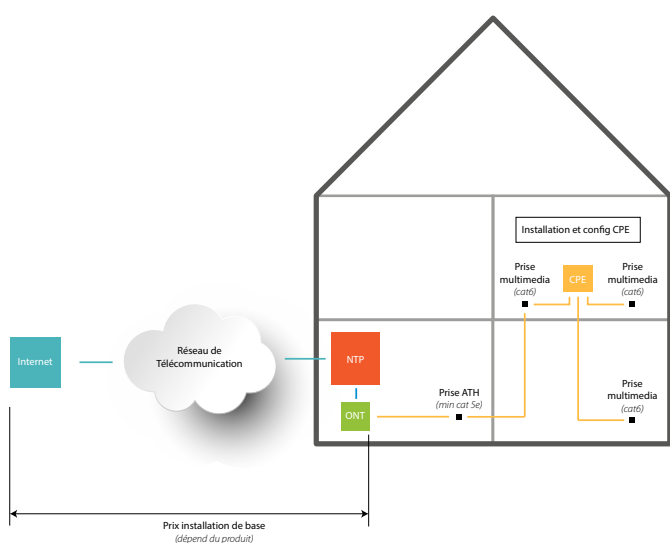 Installation et config CPE
Prise
multimedia
(cat6)
CPE
Prise
multimedia
(cat6)
Internet
Réseau de
Télécommunication
NTP
ONT
Prise ATH
(min cat 5e)
Prise
multimedia
(cat6)
Prix installation de base
(dépend du produit)